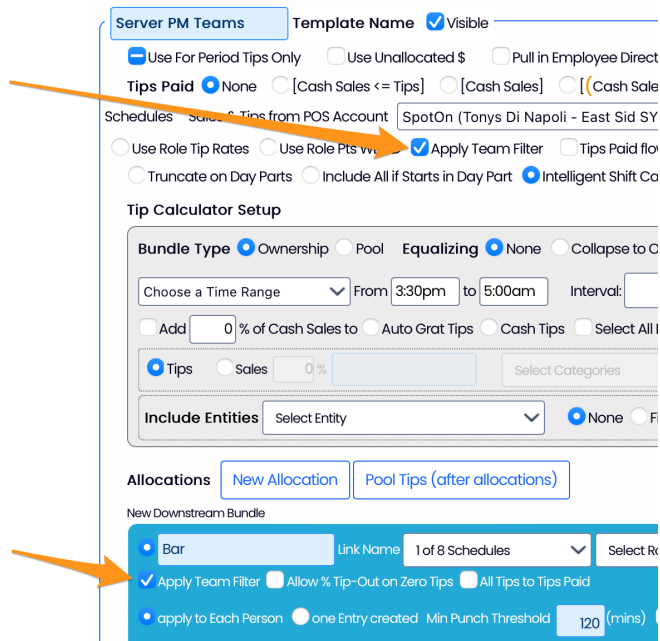 Server PM Teams Template Name Visible
Use For Period Tips Only Use Unallocated $ Pull in Employee Direct
Tips Paid None [Cash Sales <= Tips] [Cash Sales] [(Cash Sale
Schedules Tips from POS Account SpotOn (Tonys Di Napoli - East Sid SY
Use Role Tip Rates Use Role Pts Apply Team Filter Tips Paid flo
Truncate on Day Parts Include All if Starts in Day Part Intelligent Shift Ca
Tip Calculator Setup
Bundle Type Ownership Pool Equalizing None Collapse to C
Choose a Time Range From 3:30pm to 5:00am Interval:
Add 0 % of Cash Sales to Auto Grat Tips Cash Tips Select All
Tips Sales 0 % Select Categories
Include Entities Select Entity None F
Allocations New Allocation Pool Tips (after allocations)
New Downstream Bundle
Bar Link Name 1 of 8 Schedules Select Ro
Apply Team Filter Allow % Tip-Out on Zero Tips All Tips to Tips Paid
apply to Each Person one Entry created Min Punch Threshold 120 (mins)